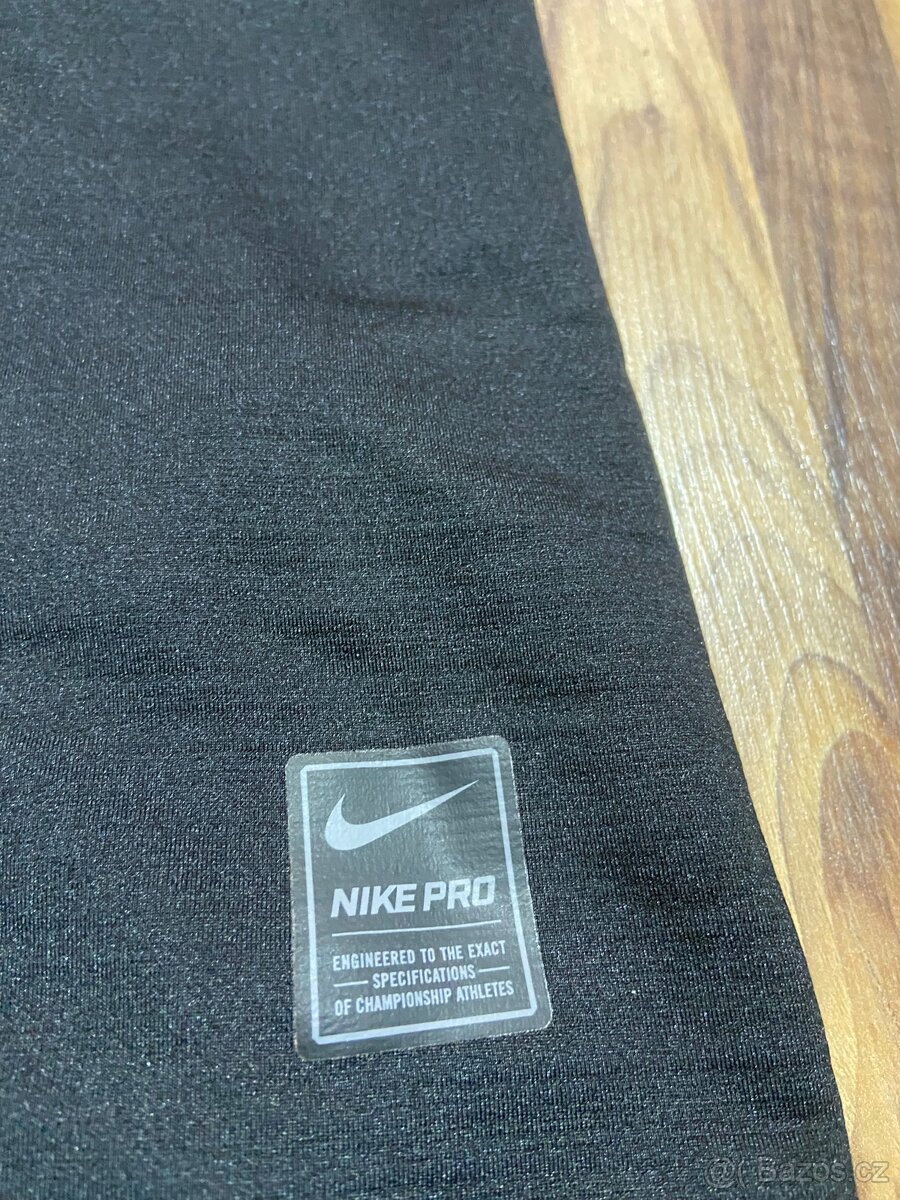 NIKE PRO
ENGINEERED TO THE EXACT
SPECIFICATIONS
OF CHAMPIONSHIP ATHLETES
Bazos.cz